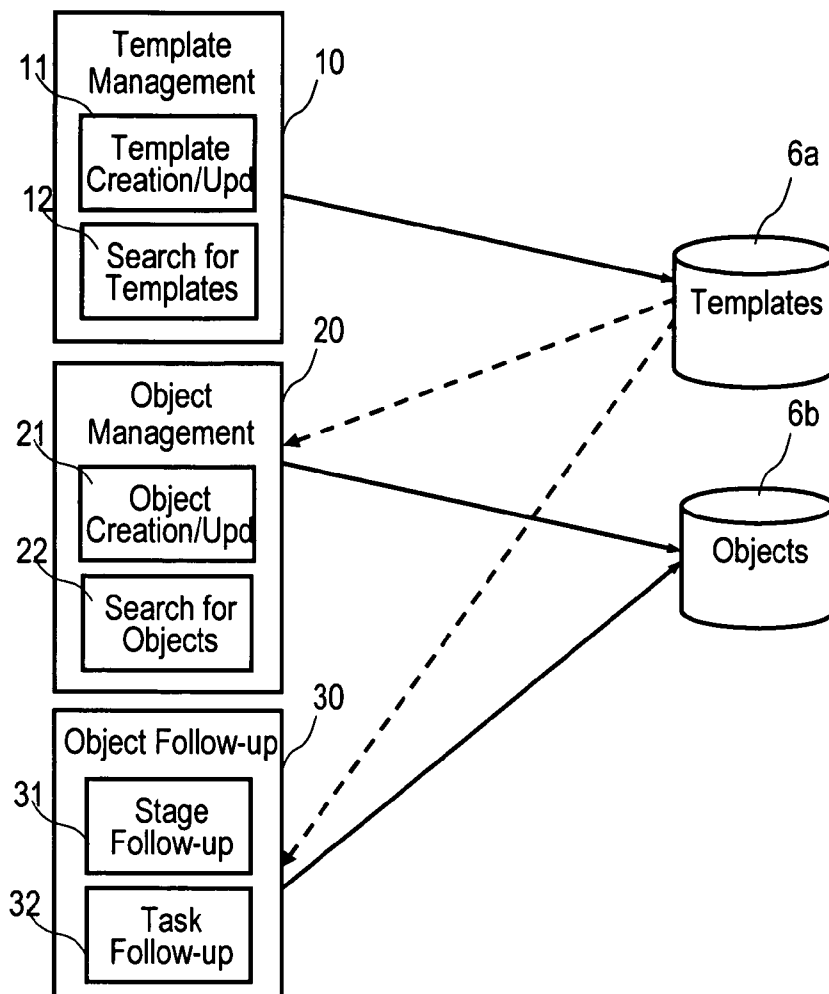 Template
Management
11
10
Template
Creation/Upd
12
Search for
Templates
6a
Templates
20
Object
Management
21
Object
Creation/Upd
22
Search for
Objects
6b
Objects
30
Object Follow-up
31
Stage
Follow-up
32
Task
Follow-up